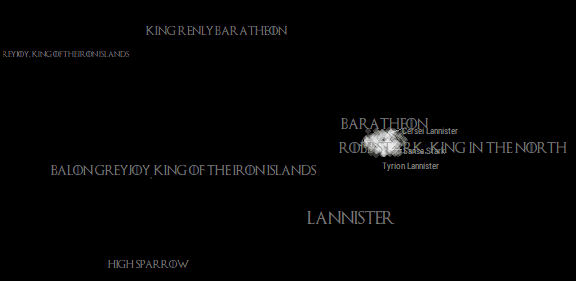 KING RENLY BARATHEON
REYJOY, KING OF THE IRON ISLANDS
BARATHEON
Cersei Lannister
ROBB STARK, KING IN THE NORTH
Sansa Stark
Tyrion Lannister
BALON GREYJOY, KING OF THE IRON ISLANDS
LANNISTER
HIGH SPARROW